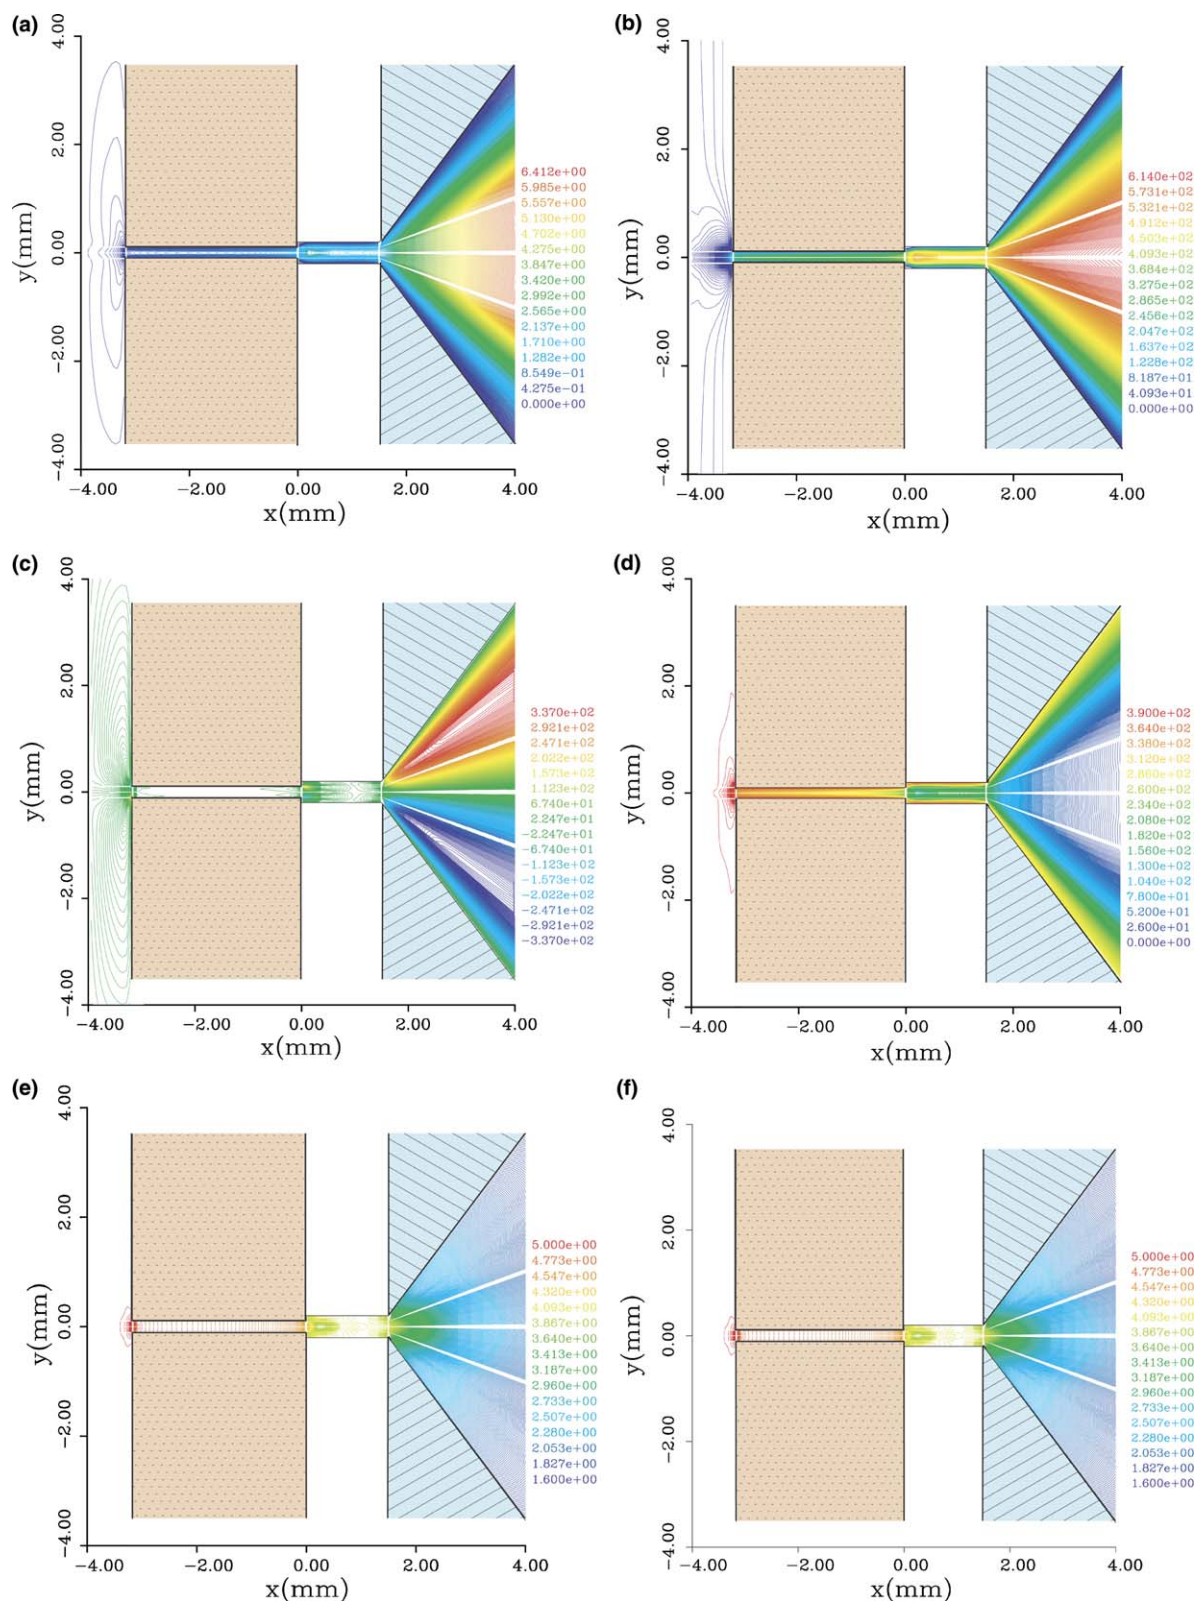 (a)
4.00
2.00
0.00
−2.00
−4.00
y(mm)
−4.00 −2.00 0.00 2.00 4.00
x(mm)
6.412e+00
5.985e+00
5.557e+00
5.130e+00
4.702e+00
4.275e+00
3.847e+00
3.420e+00
2.992e+00
2.565e+00
2.137e+00
1.710e+00
1.282e+00
8.549e−01
4.275e−01
0.000e+00
(b)
4.00
2.00
0.00
−2.00
−4.00
y(mm)
−4.00 −2.00 0.00 2.00 4.00
x(mm)
6.140e+02
5.731e+02
5.321e+02
4.912e+02
4.503e+02
4.093e+02
3.684e+02
3.275e+02
2.865e+02
2.456e+02
2.047e+02
1.637e+02
1.228e+02
8.187e+01
4.093e+01
0.000e+00
(c)
4.00
2.00
0.00
−2.00
−4.00
y(mm)
−4.00 −2.00 0.00 2.00 4.00
x(mm)
3.370e+02
2.921e+02
2.471e+02
2.022e+02
1.573e+02
1.123e+02
6.740e+01
2.247e+01
−2.247e+01
−6.740e+01
−1.123e+02
−1.573e+02
−2.022e+02
−2.471e+02
−2.921e+02
−3.370e+02
(d)
4.00
2.00
0.00
−2.00
−4.00
y(mm)
−4.00 −2.00 0.00 2.00 4.00
x(mm)
3.900e+02
3.640e+02
3.380e+02
3.120e+02
2.860e+02
2.600e+02
2.340e+02
2.080e+02
1.820e+02
1.560e+02
1.300e+02
1.040e+02
7.800e+01
5.200e+01
2.600e+01
0.000e+00
(e)
4.00
2.00
0.00
−2.00
−4.00
y(mm)
−4.00 −2.00 0.00 2.00 4.00
x(mm)
5.000e+00
4.773e+00
4.547e+00
4.320e+00
4.093e+00
3.867e+00
3.640e+00
3.413e+00
3.187e+00
2.960e+00
2.733e+00
2.507e+00
2.280e+00
2.053e+00
1.827e+00
1.600e+00
(f)
4.00
2.00
0.00
−2.00
−4.00
y(mm)
−4.00 −2.00 0.00 2.00 4.00
x(mm)
5.000e+00
4.773e+00
4.547e+00
4.320e+00
4.093e+00
3.867e+00
3.640e+00
3.413e+00
3.187e+00
2.960e+00
2.733e+00
2.507e+00
2.280e+00
2.053e+00
1.827e+00
1.600e+00